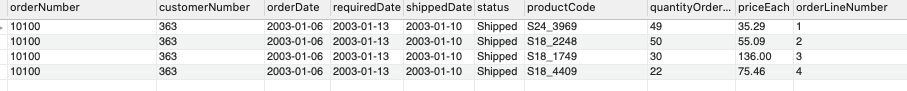 orderNumber customerNumber orderDate requiredDate shippedDate status productCode quantityOrder... priceEach orderLineNumber
10100 363 2003-01-06 2003-01-13 2003-01-10 Shipped S24_3969 49 35.29 1
10100 363 2003-01-06 2003-01-13 2003-01-10 Shipped S18_2248 50 55.09 2
10100 363 2003-01-06 2003-01-13 2003-01-10 Shipped S18_1749 30 136.00 3
10100 363 2003-01-06 2003-01-13 2003-01-10 Shipped S18_4409 22 75.46 4